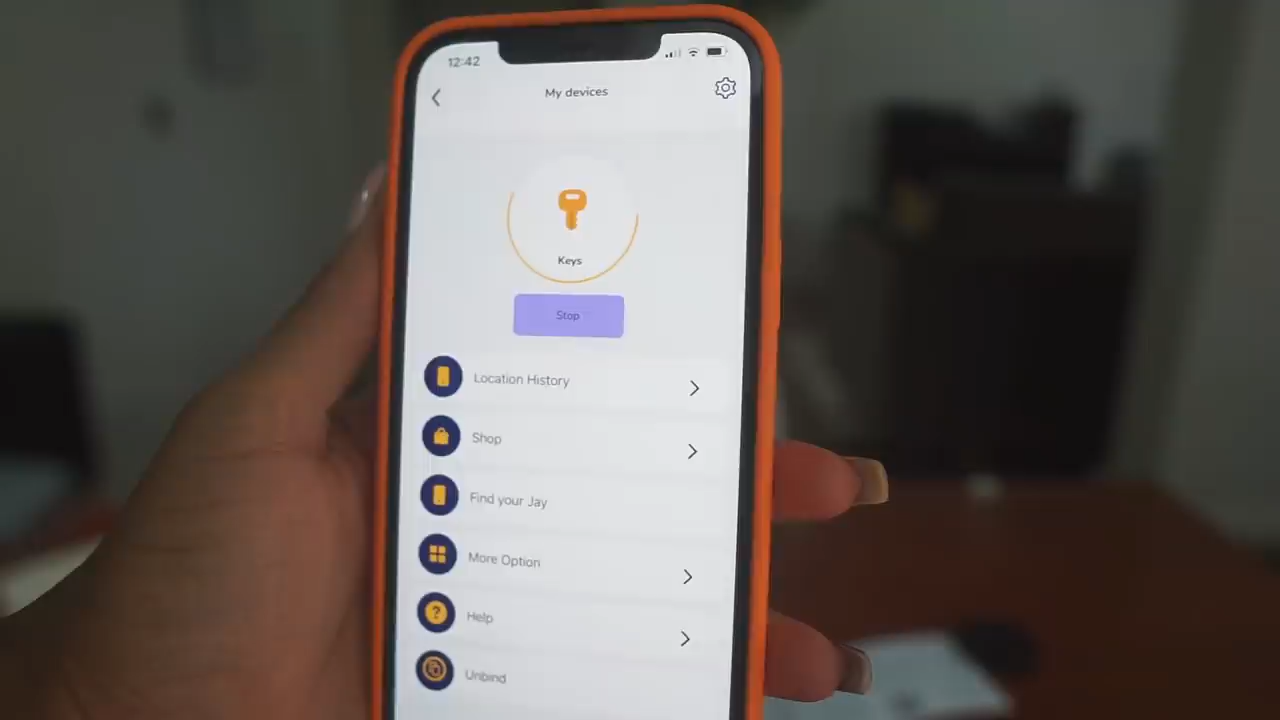 12:42
My devices
Keys
Stop
Location History
Shop
Find your Jay
More Option
Help
Unbind